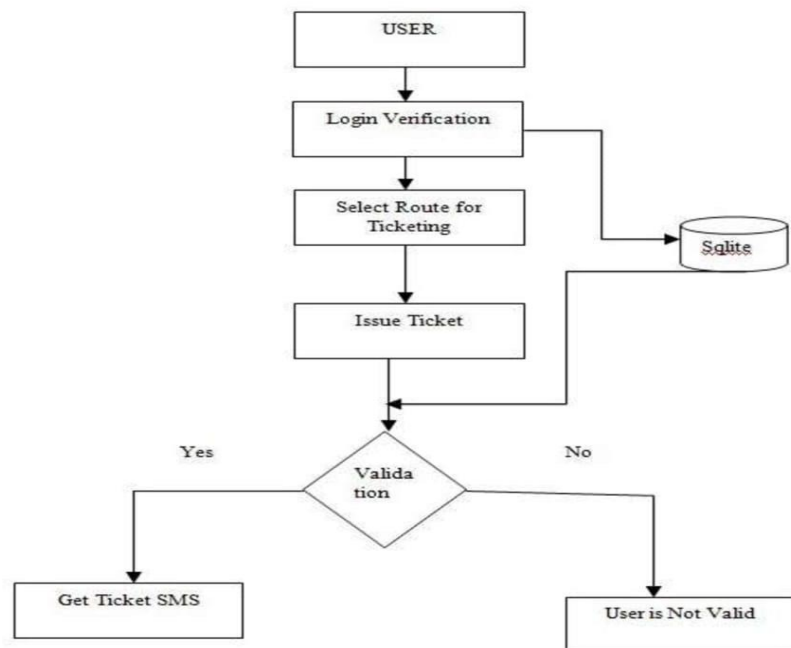 USER
Login Verification
Select Route for
Ticketing
Sqlite
Issue Ticket
Yes
No
Valida
tion
Get Ticket SMS
User is Not Valid